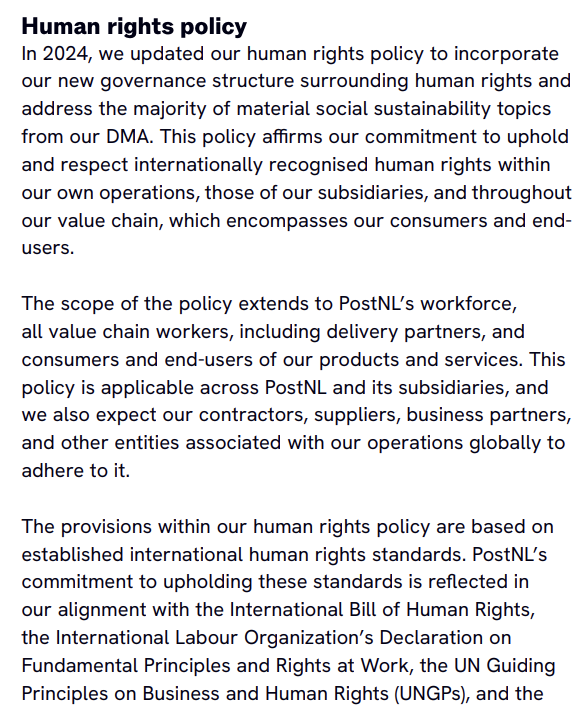 Human rights policy
In 2024, we updated our human rights policy to incorporate
our new governance structure surrounding human rights and
address the majority of material social sustainability topics
from our DMA. This policy affirms our commitment to uphold
and respect internationally recognised human rights within
our own operations, those of our subsidiaries, and throughout
our value chain, which encompasses our consumers and end-
users.

The scope of the policy extends to PostNL’s workforce,
all value chain workers, including delivery partners, and
consumers and end-users of our products and services. This
policy is applicable across PostNL and its subsidiaries, and
we also expect our contractors, suppliers, business partners,
and other entities associated with our operations globally to
adhere to it.

The provisions within our human rights policy are based on
established international human rights standards. PostNL’s
commitment to upholding these standards is reflected in
our alignment with the International Bill of Human Rights,
the International Labour Organization’s Declaration on
Fundamental Principles and Rights at Work, the UN Guiding
Principles on Business and Human Rights (UNGPs), and the